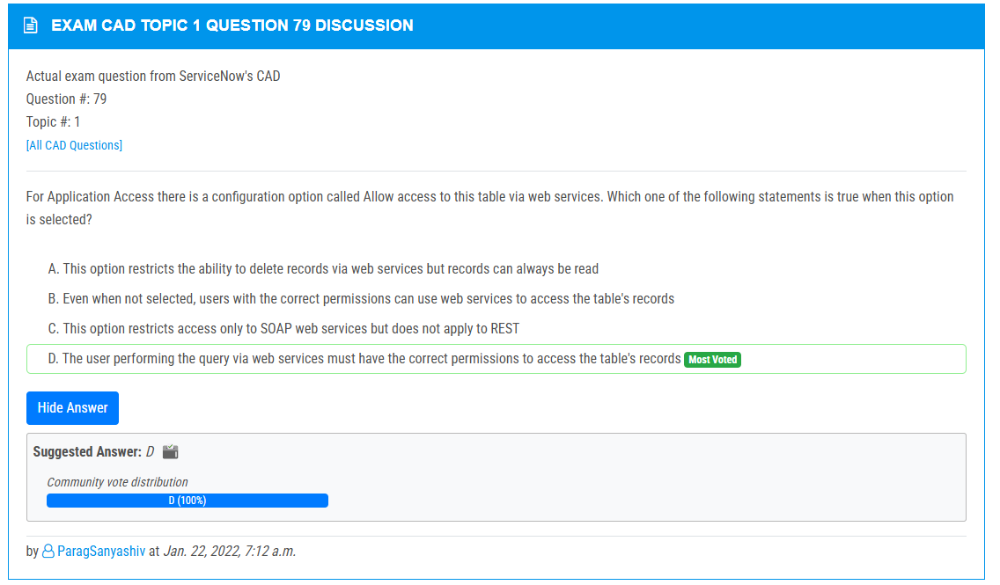 EXAM CAD TOPIC 1 QUESTION 79 DISCUSSION
Actual exam question from ServiceNow's CAD
Question #: 79
Topic #: 1
[All CAD Questions]
For Application Access there is a configuration option called Allow access to this table via web services. Which one of the following statements is true when this option
is selected?
A. This option restricts the ability to delete records via web services but records can always be read
B. Even when not selected, users with the correct permissions can use web services to access the table's records
C. This option restricts access only to SOAP web services but does not apply to REST
D. The user performing the query via web services must have the correct permissions to access the table's records Most Voted
Hide Answer
Suggested Answer: D
Community vote distribution
D (100%)
by ParagSanyashiv at Jan. 22, 2022, 7:12 a.m.